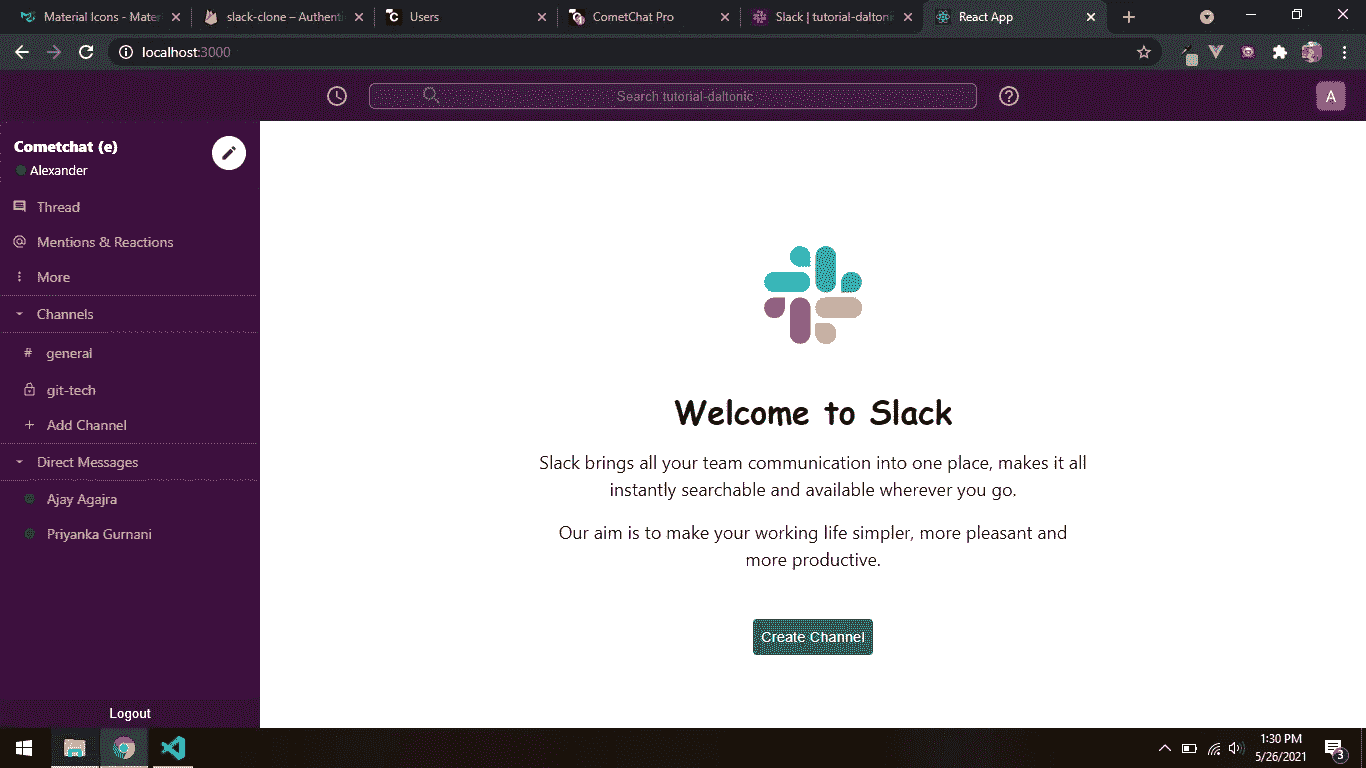 Material Icons - Mater
slack-clone – Authenti
Users
CometChat Pro
Slack | tutorial-daltoni
React App
localhost:3000
Search tutorial-daltonic
A
Cometchat (e)
Alexander
Thread
Mentions & Reactions
More
Channels
# general
git-tech
+ Add Channel
Direct Messages
Ajay Agajra
Priyanka Gurnani
Logout
Welcome to Slack
Slack brings all your team communication into one place, makes it all
instantly searchable and available wherever you go.
Our aim is to make your working life simpler, more pleasant and
more productive.
Create Channel
1:30 PM
5/26/2021
3